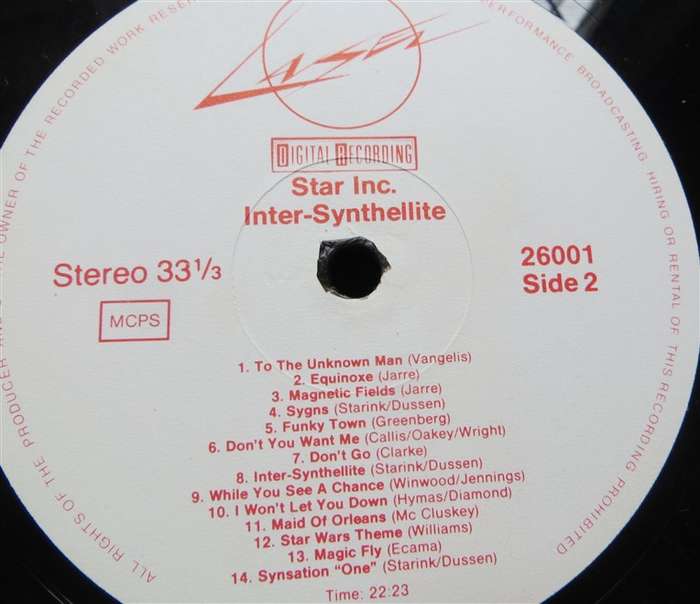 ALL RIGHTS OF THE PRODUCER AND
THE OWNER OF THE RECORDED WORK RESE
PERFORMANCE BROADCASTING HIRING OR RENTAL OF THIS RECORDING PROHIBITED
LASER
DIGITAL RECORDING
Star Inc.
Inter-Synthellite
Stereo 33⅓
MCPS
26001
Side 2
1. To The Unknown Man (Vangelis)
2. Equinoxe (Jarre)
3. Magnetic Fields (Jarre)
4. Sygns (Starink/Dussen)
5. Funky Town (Greenberg)
6. Don't You Want Me (Callis/Oakey/Wright)
7. Don't Go (Clarke)
8. Inter-Synthellite (Starink/Dussen)
9. While You See A Chance (Winwood/Jennings)
10. I Won't Let You Down (Hymas/Diamond)
11. Maid Of Orleans (Mc Cluskey)
12. Star Wars Theme (Williams)
13. Magic Fly (Ecama)
14. Synsation "One" (Starink/Dussen)
Time: 22:23